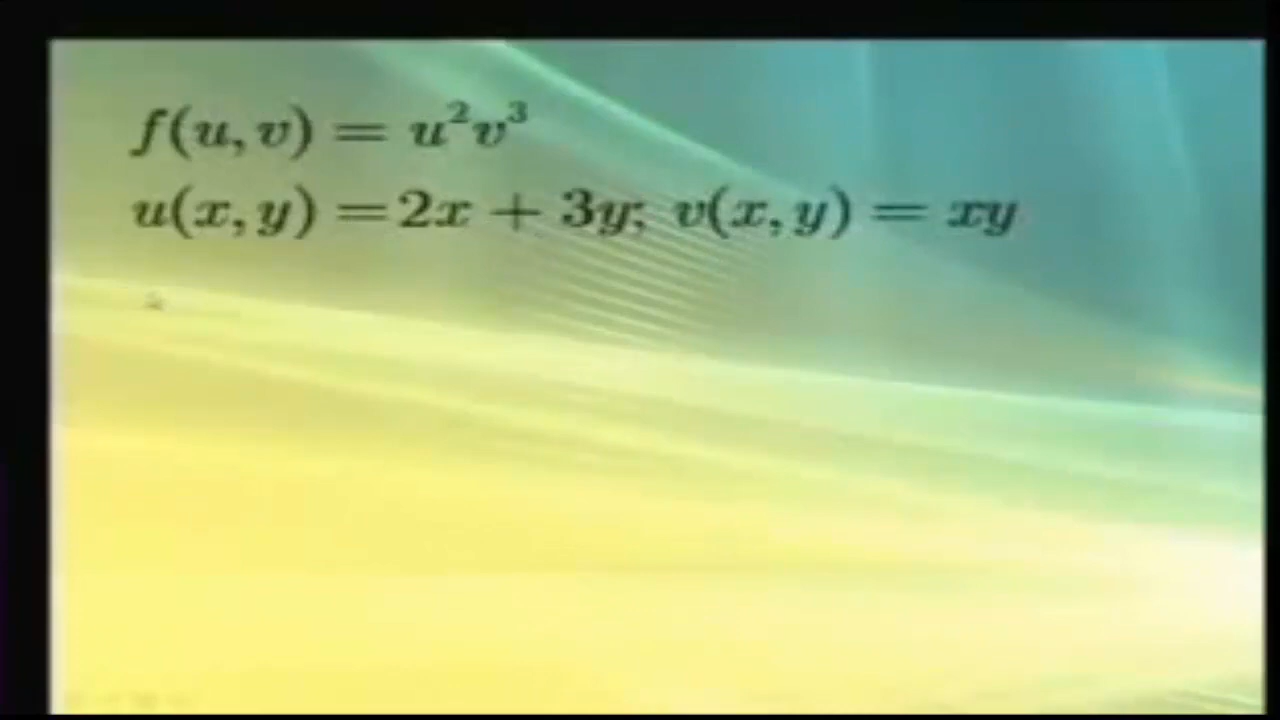 f(u, v) = u²v³
u(x, y) = 2x + 3y; v(x, y) = xy